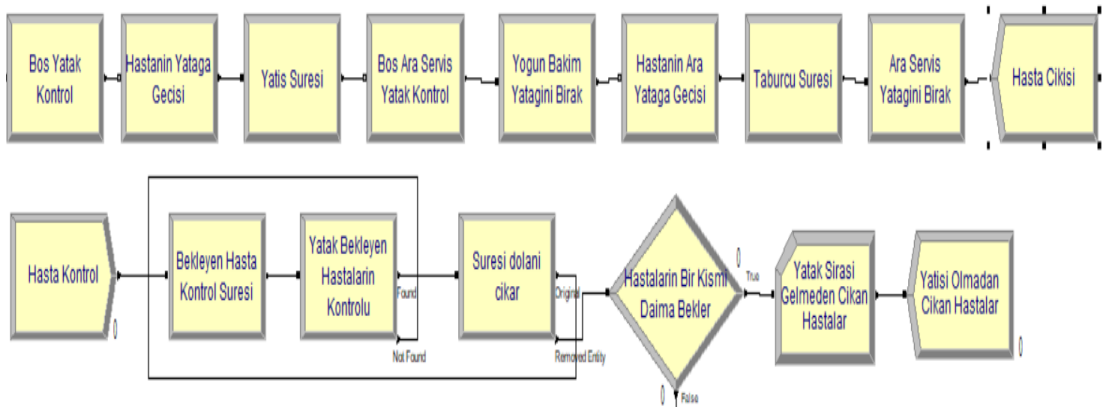 Bos Yatak
Kontrol
Hastanin Yataga
Gecisi
Yatis Suresi
Bos Ara Servis
Yatak Kontrol
Yogun Bakim
Yatagini Birak
Hastanin Ara
Yataga Gecisi
Taburcu Suresi
Ara Servis
Yatagini Birak
Hasta Cikisi
Hasta Kontrol
0
Bekleyen Hasta
Kontrol Suresi
Yatak Bekleyen
Hastalarin
Kontrolu
Found
Not Found
Suresi dolani
cikar
Original
Removed Entity
Hastalarin Bir Kismi
Daima Bekler
0
True
0
False
Yatak Sirasi
Gelmeden Cikan
Hastalar
Yatisi Olmadan
Cikan Hastalar
0